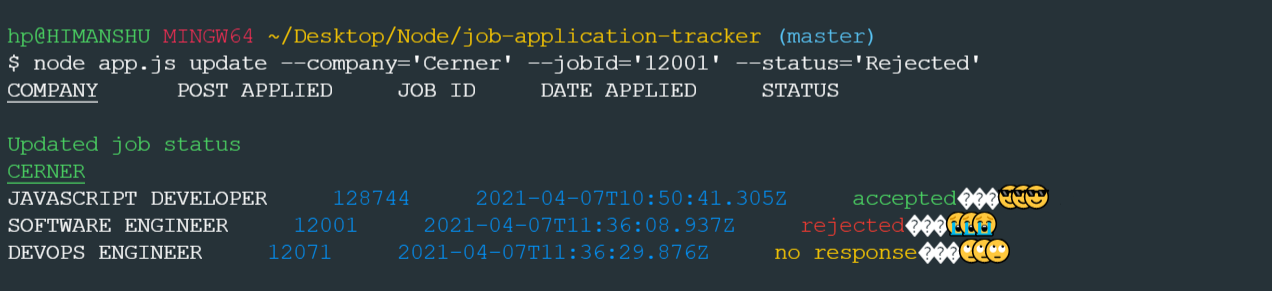 hp@HIMANSHU MINGW64 ~/Desktop/Node/job-application-tracker (master)
$ node app.js update --company='Cerner' --jobId='12001' --status='Rejected'
COMPANY POST APPLIED JOB ID DATE APPLIED STATUS
Updated job status
CERNER
JAVASCRIPT DEVELOPER 128744 2021-04-07T10:50:41.305Z accepted���😎😎😎
SOFTWARE ENGINEER 12001 2021-04-07T11:36:08.937Z rejected���😭😭😭
DEVOPS ENGINEER 12071 2021-04-07T11:36:29.876Z no response���🙄🙄🙄